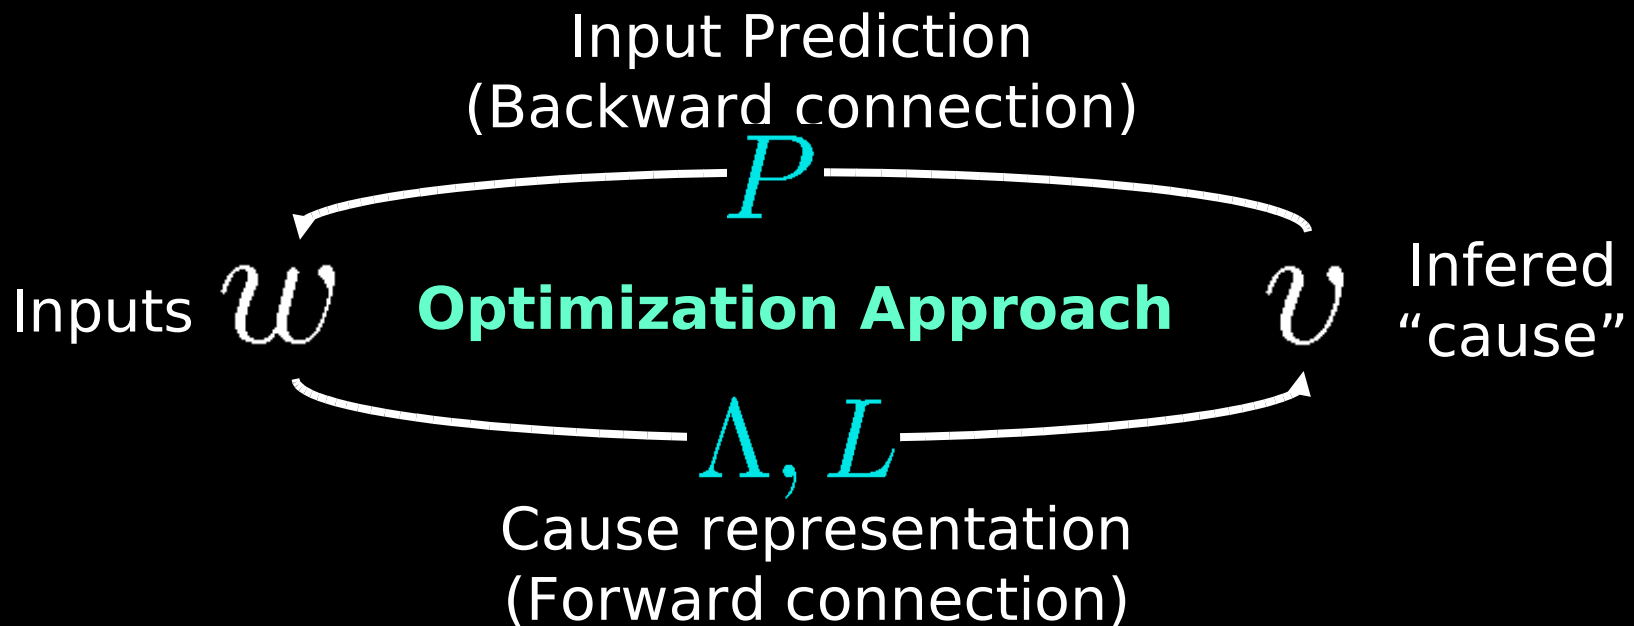 Input Prediction
(Backward connection)
P
Inputs w Optimization Approach v Infered
“cause”
Λ, L
Cause representation
(Forward connection)